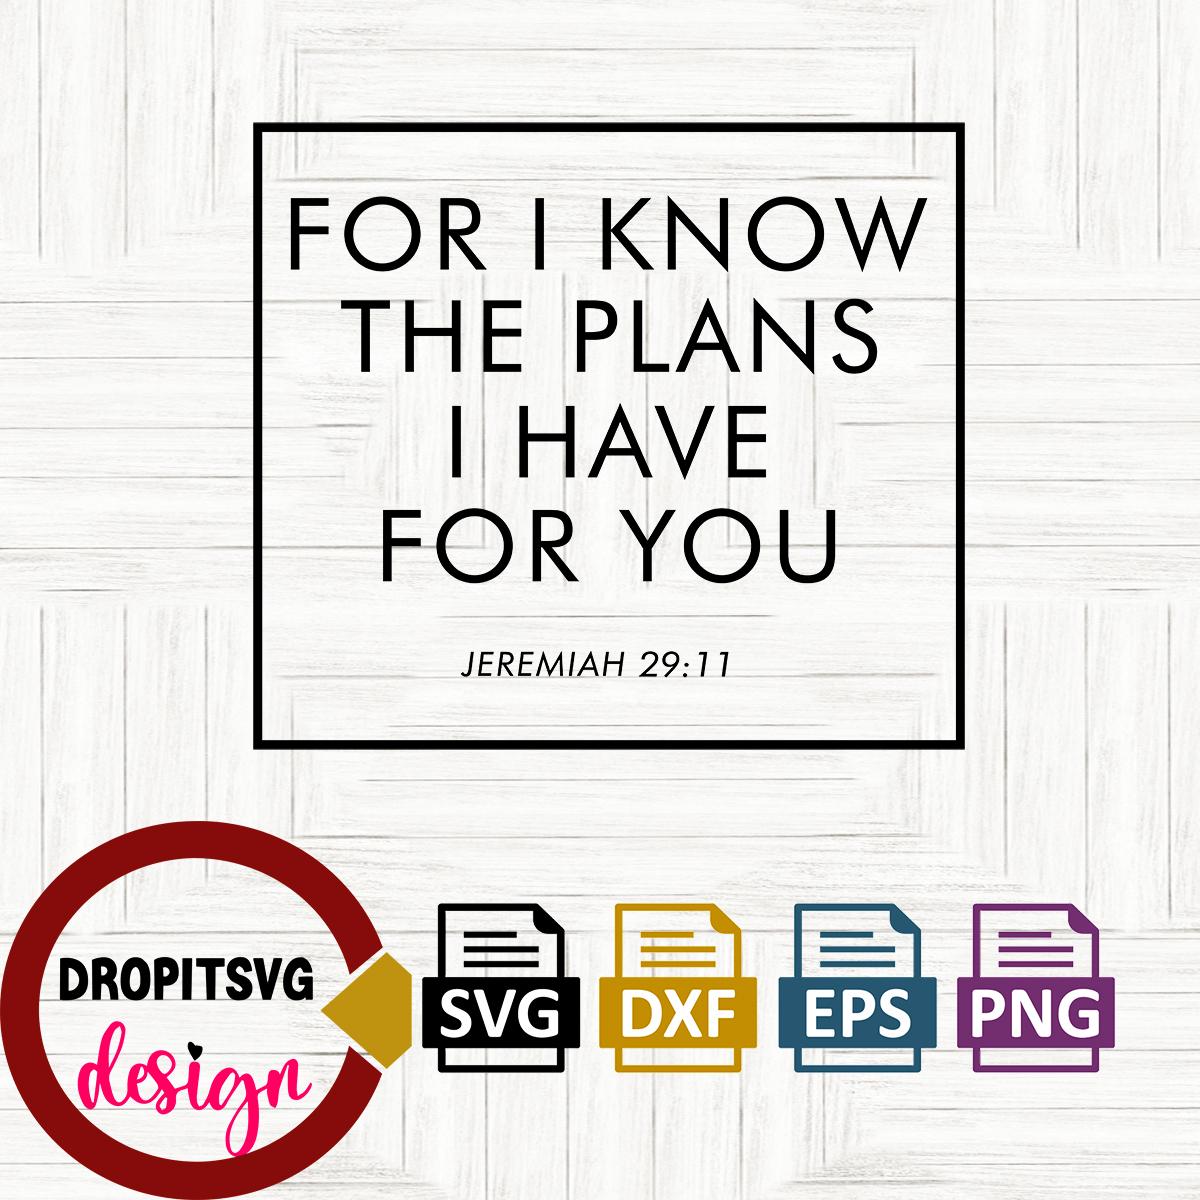 FOR I KNOW
THE PLANS
I HAVE
FOR YOU
JEREMIAH 29:11
DROPITSVG
design
SVG
DXF
EPS
PNG